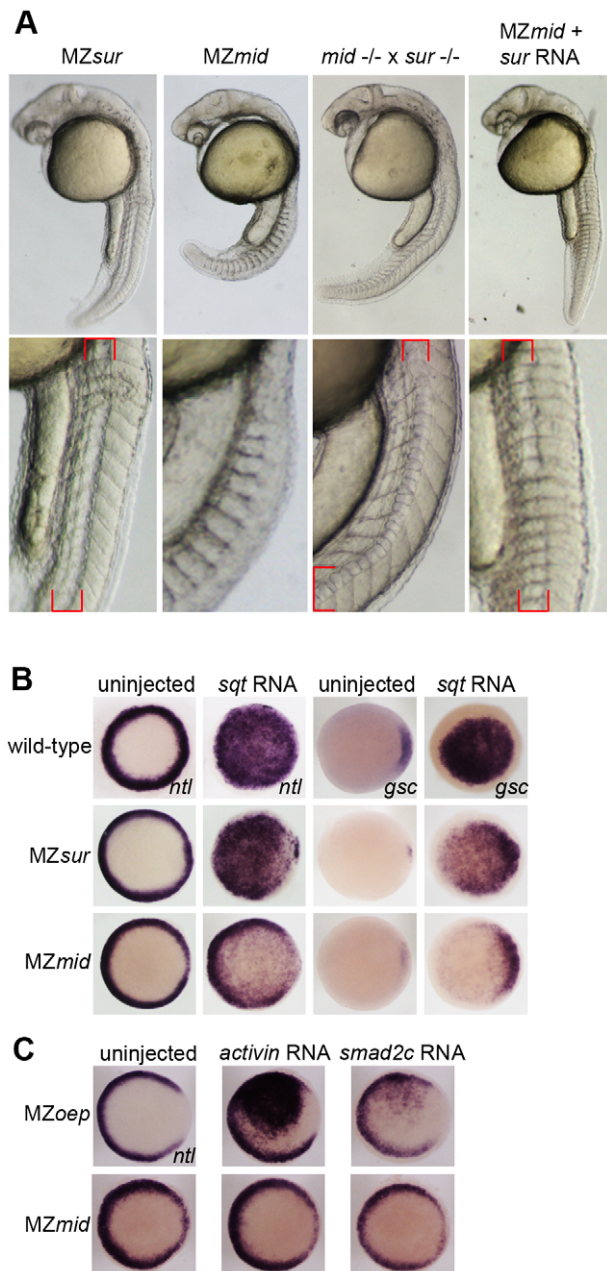 A
MZsur
MZmid
mid -/- x sur -/-
MZmid +
sur RNA
B
uninjected
sqt RNA
uninjected
sqt RNA
wild-type
ntl
ntl
gsc
gsc
MZsur
MZmid
C
uninjected
activin RNA
smad2c RNA
MZoep
ntl
MZmid